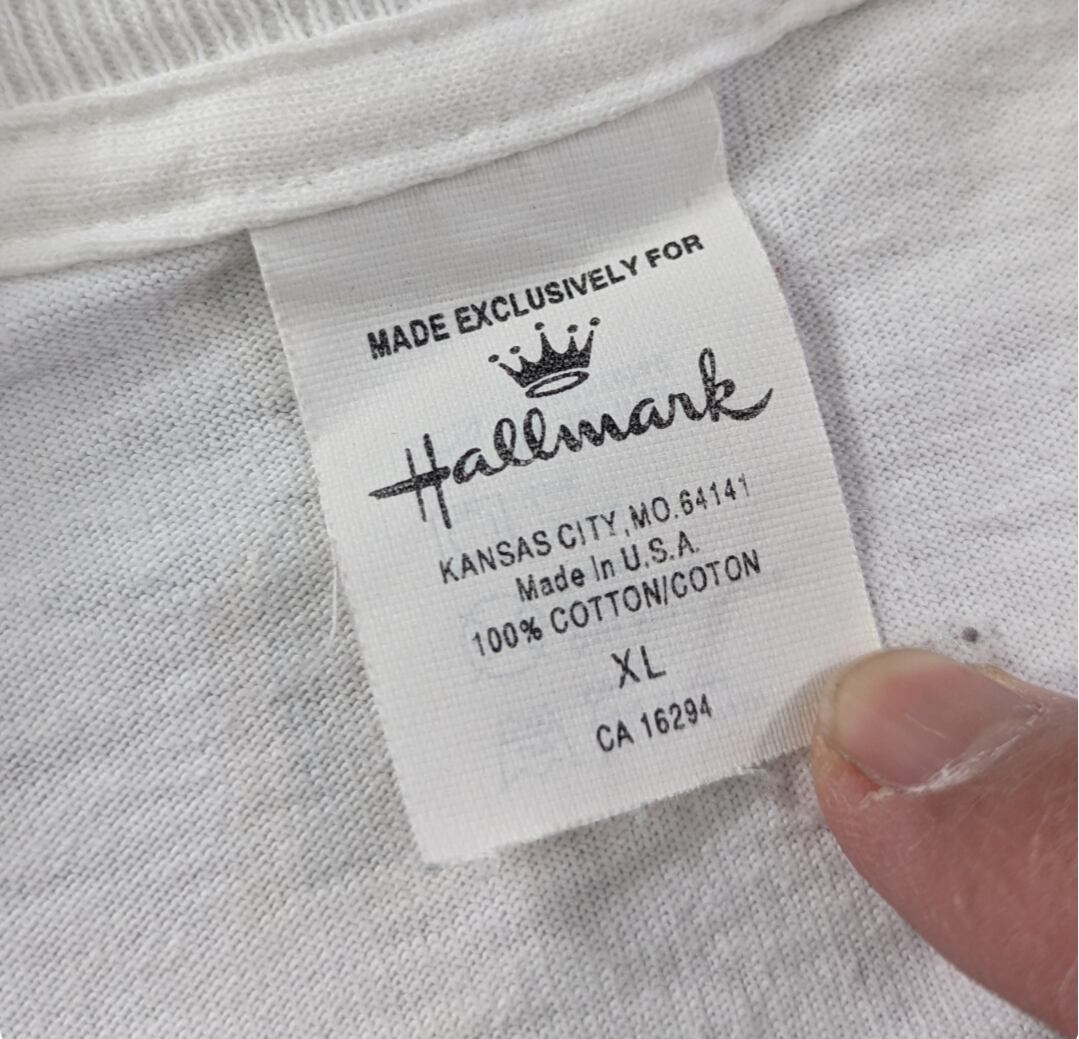 MADE EXCLUSIVELY FOR
Hallmark
KANSAS CITY, MO. 64141
Made In U.S.A.
100% COTTON/COTON
XL
CA 16294